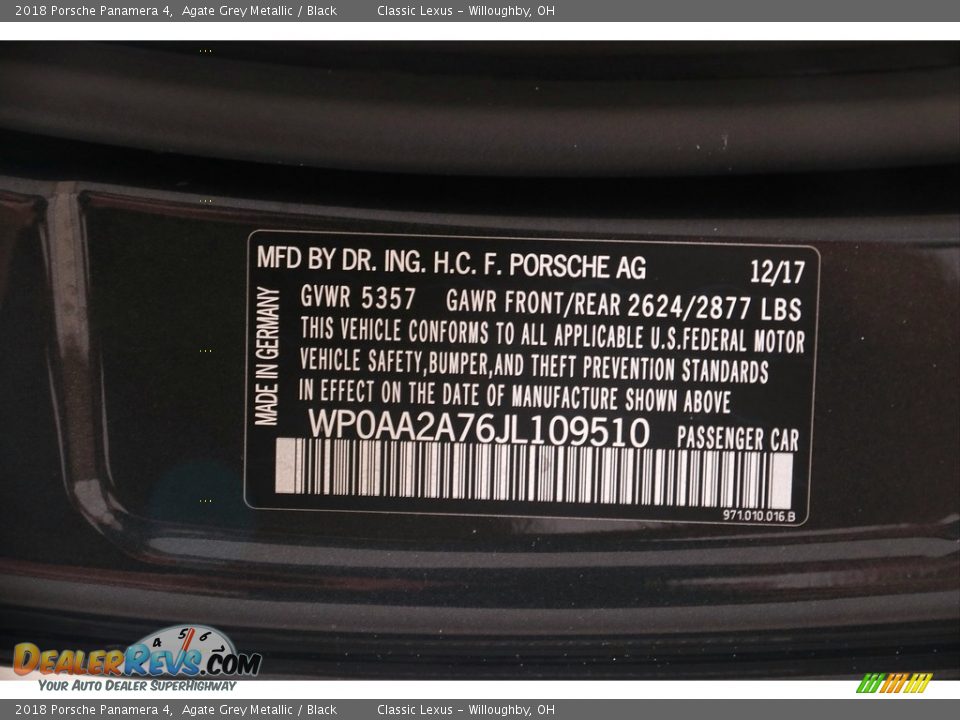 2018 Porsche Panamera 4, Agate Grey Metallic / Black Classic Lexus - Willoughby, OH
MFD BY DR. ING. H.C. F. PORSCHE AG 12/17
GVWR 5357 GAWR FRONT/REAR 2624/2877 LBS
THIS VEHICLE CONFORMS TO ALL APPLICABLE U.S.FEDERAL MOTOR
VEHICLE SAFETY,BUMPER,AND THEFT PREVENTION STANDARDS
IN EFFECT ON THE DATE OF MANUFACTURE SHOWN ABOVE
MADE IN GERMANY
WP0AA2A76JL109510 PASSENGER CAR
971.010.016.B
4 5 6
DEALERREVS.COM
YOUR AUTO DEALER SUPERHIGHWAY
2018 Porsche Panamera 4, Agate Grey Metallic / Black Classic Lexus - Willoughby, OH